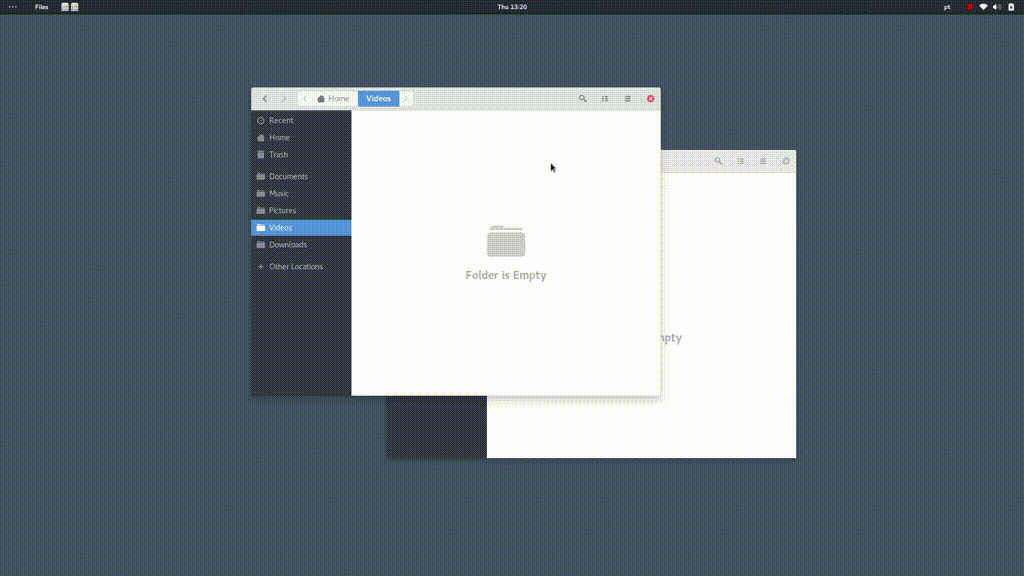 Files
Thu 13:20
pt
Home
Videos
Recent
Home
Trash
Documents
Music
Pictures
Videos
Downloads
Other Locations
Folder is Empty